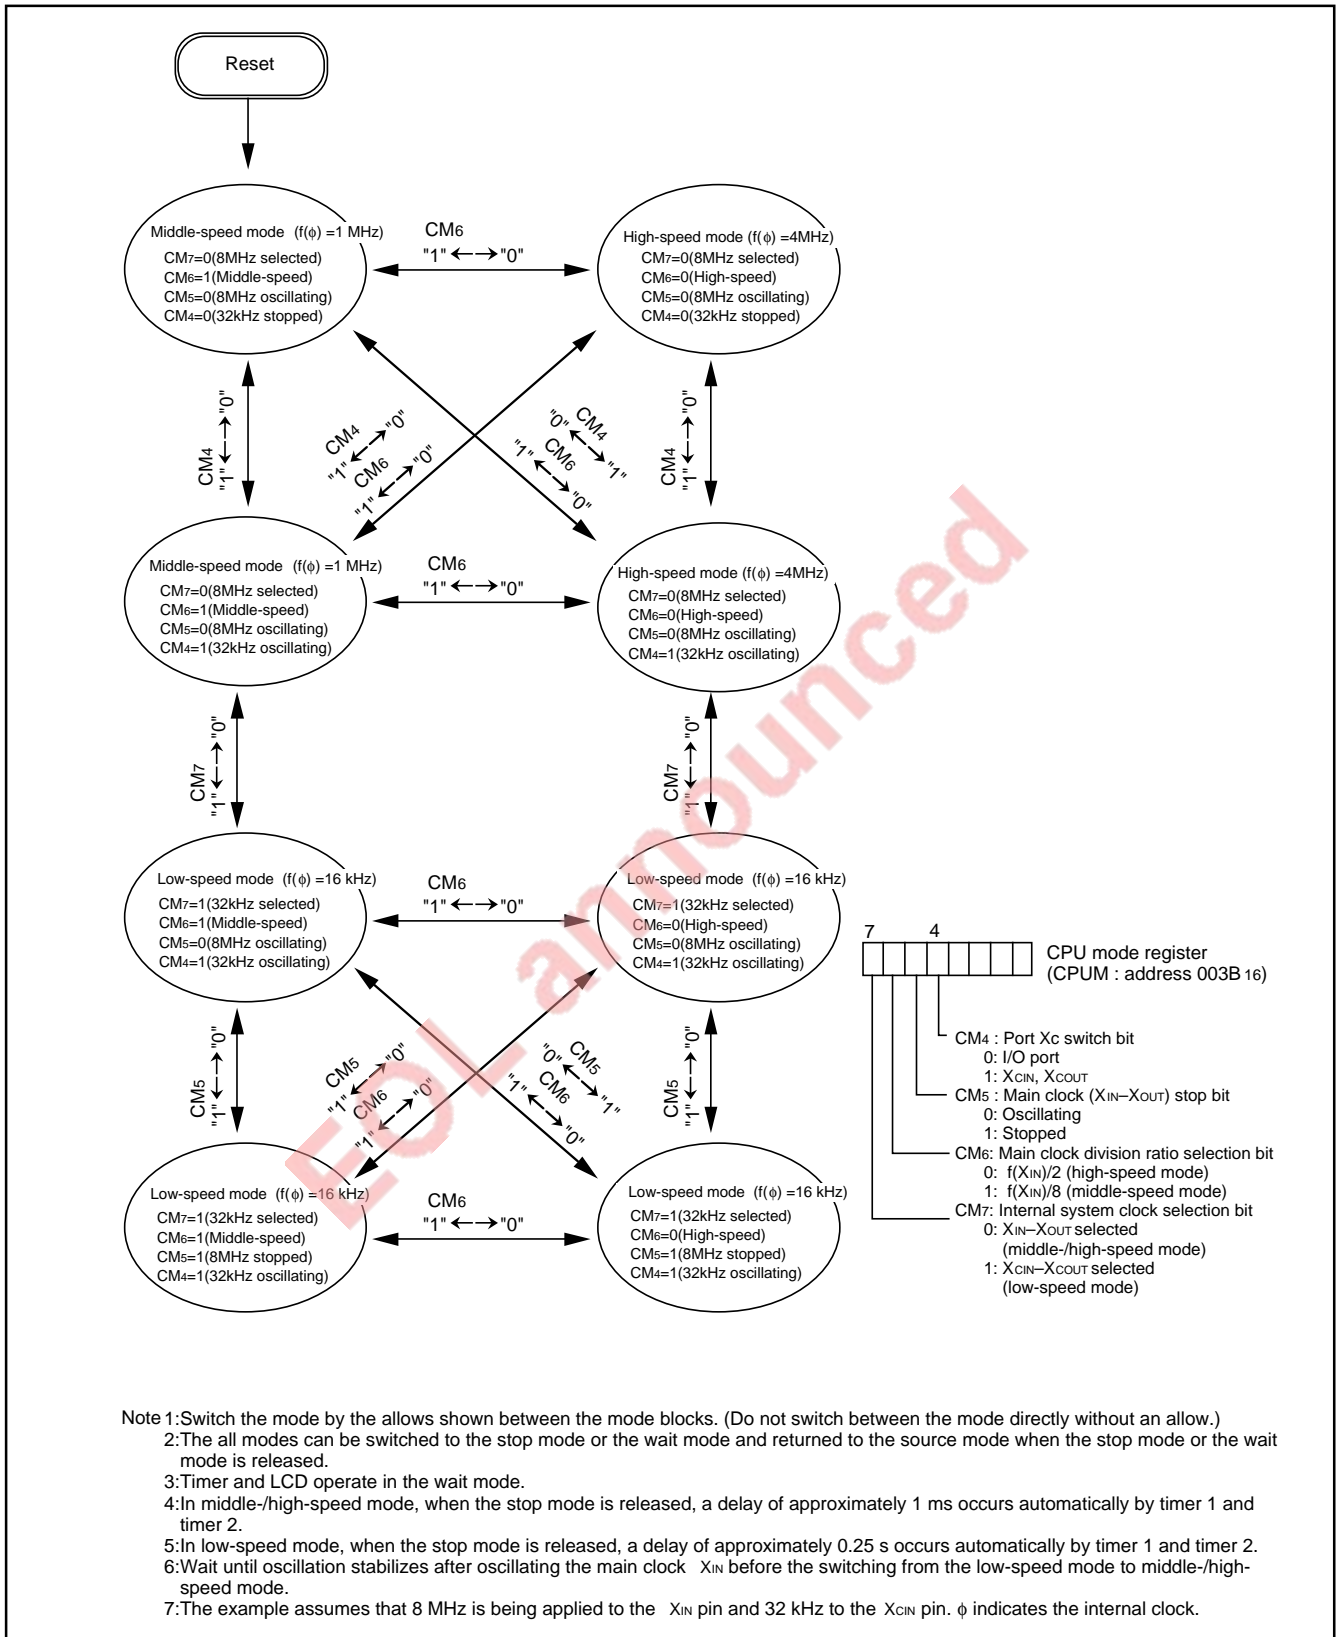 Reset
Middle-speed mode (f(ϕ) =1 MHz)
CM7=0(8MHz selected)
CM6=1(Middle-speed)
CM5=0(8MHz oscillating)
CM4=0(32kHz stopped)
CM6
"1" ←→ "0"
High-speed mode (f(ϕ) =4MHz)
CM7=0(8MHz selected)
CM6=0(High-speed)
CM5=0(8MHz oscillating)
CM4=0(32kHz stopped)
CM4
"1" ←→ "0"
CM4
"1" ←→ "0"
CM6
"1" ←→ "0"
CM4
"0" ←→ "1"
CM6
"1" ←→ "0"
CM4
"1" ←→ "0"
Middle-speed mode (f(ϕ) =1 MHz)
CM7=0(8MHz selected)
CM6=1(Middle-speed)
CM5=0(8MHz oscillating)
CM4=1(32kHz oscillating)
CM6
"1" ←→ "0"
High-speed mode (f(ϕ) =4MHz)
CM7=0(8MHz selected)
CM6=0(High-speed)
CM5=0(8MHz oscillating)
CM4=1(32kHz oscillating)
CM7
"1" ←→ "0"
CM7
"1" ←→ "0"
Low-speed mode (f(ϕ) =16 kHz)
CM7=1(32kHz selected)
CM6=1(Middle-speed)
CM5=0(8MHz oscillating)
CM4=1(32kHz oscillating)
CM6
"1" ←→ "0"
Low-speed mode (f(ϕ) =16 kHz)
CM7=1(32kHz selected)
CM6=0(High-speed)
CM5=0(8MHz oscillating)
CM4=1(32kHz oscillating)
CM5
"1" ←→ "0"
CM5
"1" ←→ "0"
CM6
"1" ←→ "0"
CM5
"0" ←→ "1"
CM6
"1" ←→ "0"
CM5
"1" ←→ "0"
Low-speed mode (f(ϕ) =16 kHz)
CM7=1(32kHz selected)
CM6=1(Middle-speed)
CM5=1(8MHz stopped)
CM4=1(32kHz oscillating)
CM6
"1" ←→ "0"
Low-speed mode (f(ϕ) =16 kHz)
CM7=1(32kHz selected)
CM6=0(High-speed)
CM5=1(8MHz stopped)
CM4=1(32kHz oscillating)
7 4
CPU mode register
(CPUM : address 003B 16)
CM4 : Port Xc switch bit
0: I/O port
1: XCIN, XCOUT
CM5 : Main clock (XIN–XOUT) stop bit
0: Oscillating
1: Stopped
CM6: Main clock division ratio selection bit
0: f(XIN)/2 (high-speed mode)
1: f(XIN)/8 (middle-speed mode)
CM7: Internal system clock selection bit
0: XIN–XOUT selected
(middle-/high-speed mode)
1: XCIN–XCOUT selected
(low-speed mode)
EOL announced
Note 1:Switch the mode by the allows shown between the mode blocks. (Do not switch between the mode directly without an allow.)
2:The all modes can be switched to the stop mode or the wait mode and returned to the source mode when the stop mode or the wait
mode is released.
3:Timer and LCD operate in the wait mode.
4:In middle-/high-speed mode, when the stop mode is released, a delay of approximately 1 ms occurs automatically by timer 1 and
timer 2.
5:In low-speed mode, when the stop mode is released, a delay of approximately 0.25 s occurs automatically by timer 1 and timer 2.
6:Wait until oscillation stabilizes after oscillating the main clock XIN before the switching from the low-speed mode to middle-/high-
speed mode.
7:The example assumes that 8 MHz is being applied to the XIN pin and 32 kHz to the XCIN pin. ϕ indicates the internal clock.